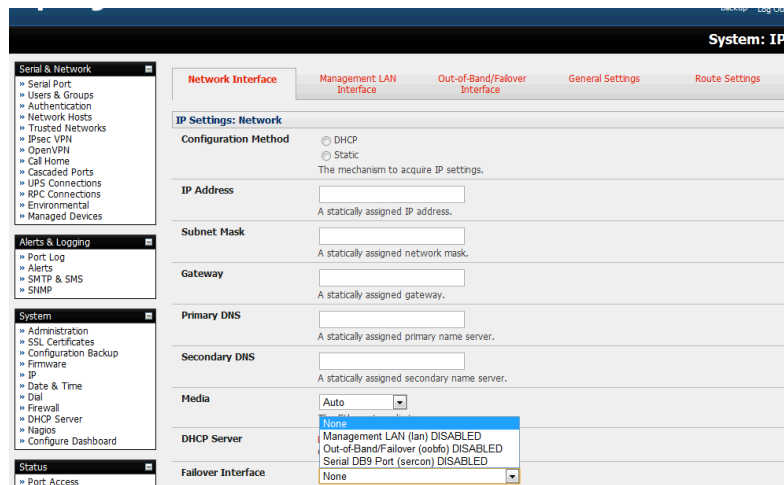 Backup Log Out
System: IP
Serial & Network
» Serial Port
» Users & Groups
» Authentication
» Network Hosts
» Trusted Networks
» IPsec VPN
» OpenVPN
» Call Home
» Cascaded Ports
» UPS Connections
» RPC Connections
» Environmental
» Managed Devices
Alerts & Logging
» Port Log
» Alerts
» SMTP & SMS
» SNMP
System
» Administration
» SSL Certificates
» Configuration Backup
» Firmware
» IP
» Date & Time
» Dial
» Firewall
» DHCP Server
» Nagios
» Configure Dashboard
Status
» Port Access
Network Interface
Management LAN
Interface
Out-of-Band/Failover
Interface
General Settings
Route Settings
IP Settings: Network
Configuration Method
DHCP
Static
The mechanism to acquire IP settings.
IP Address
A statically assigned IP address.
Subnet Mask
A statically assigned network mask.
Gateway
A statically assigned gateway.
Primary DNS
A statically assigned primary name server.
Secondary DNS
A statically assigned secondary name server.
Media
Auto
None
Management LAN (lan) DISABLED
DHCP Server
Out-of-Band/Failover (oobfo) DISABLED
Serial DB9 Port (sercon) DISABLED
Failover Interface
None